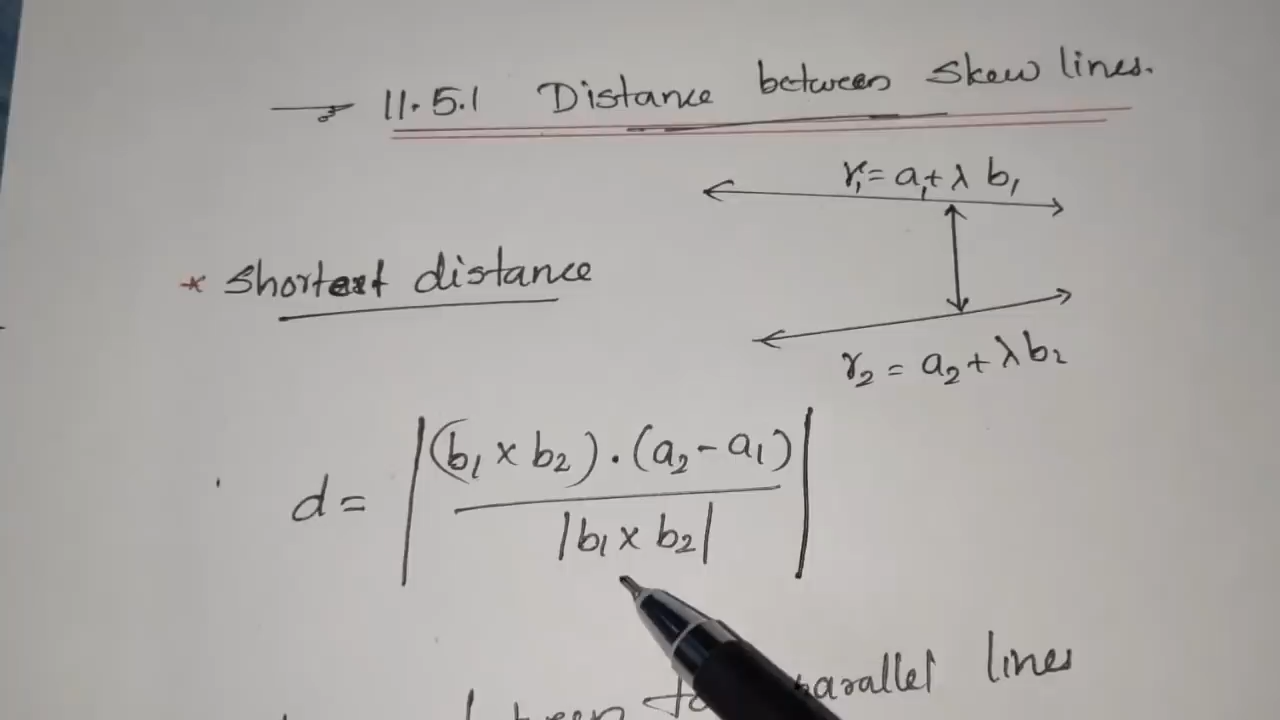 11.5.1 Distance between skew lines.
r₁ = a₁ + λ b₁
* Shortest distance
r₂ = a₂ + λ b₂
d = | (b₁ × b₂) · (a₂ - a₁) / |b₁ × b₂| |
parallel lines